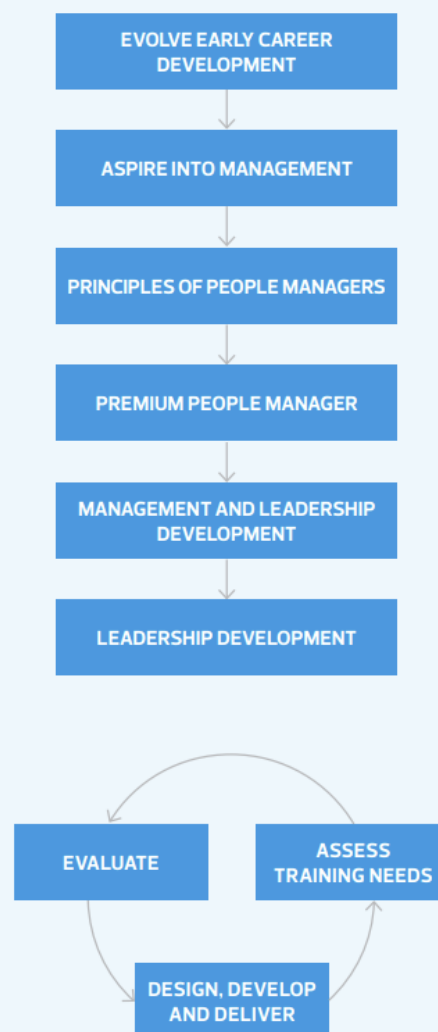 EVOLVE EARLY CAREER
DEVELOPMENT
ASPIRE INTO MANAGEMENT
PRINCIPLES OF PEOPLE MANAGERS
PREMIUM PEOPLE MANAGER
MANAGEMENT AND LEADERSHIP
DEVELOPMENT
LEADERSHIP DEVELOPMENT
EVALUATE
ASSESS
TRAINING NEEDS
DESIGN, DEVELOP
AND DELIVER